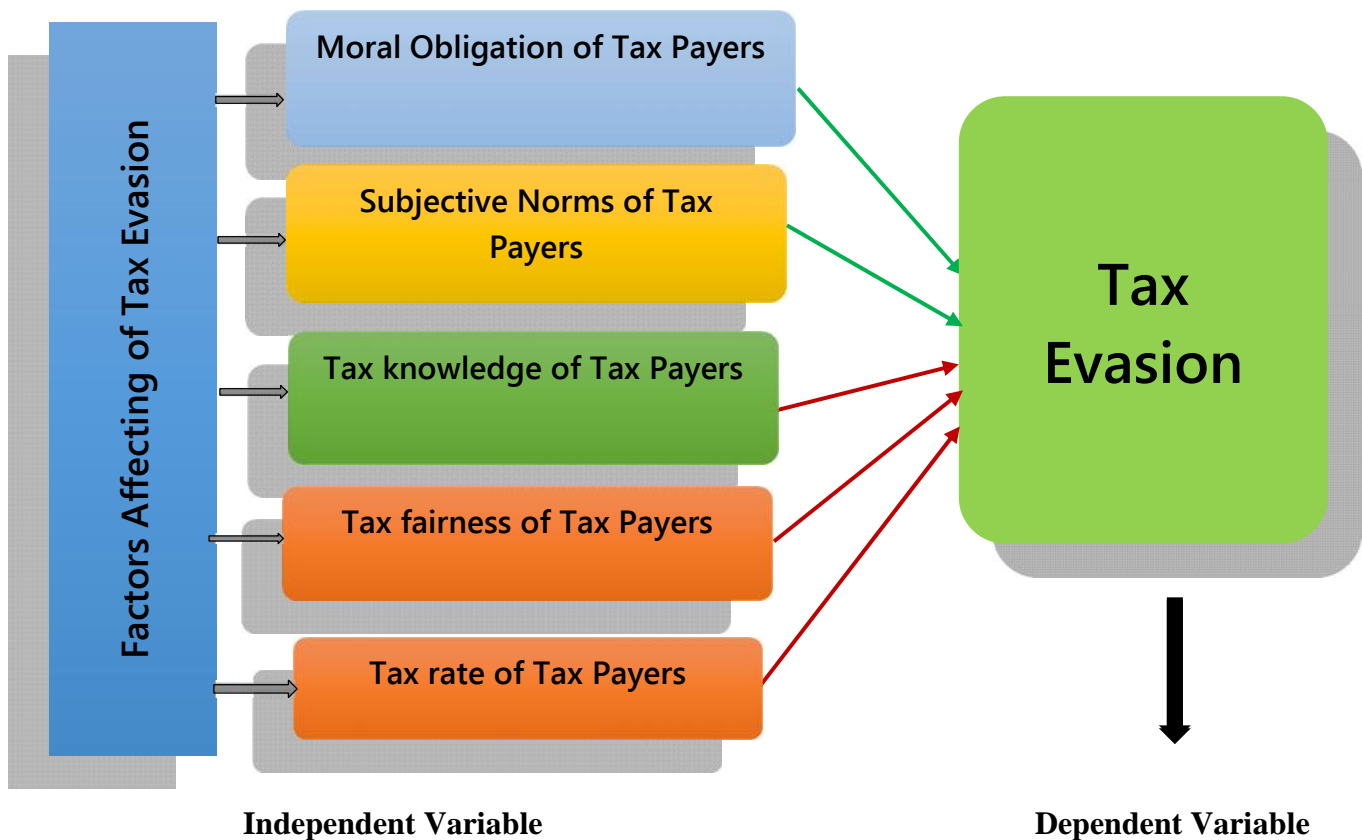 Factors Affecting of Tax Evasion
Moral Obligation of Tax Payers
Subjective Norms of Tax
Payers
Tax knowledge of Tax Payers
Tax fairness of Tax Payers
Tax rate of Tax Payers
Tax
Evasion
Independent Variable
Dependent Variable